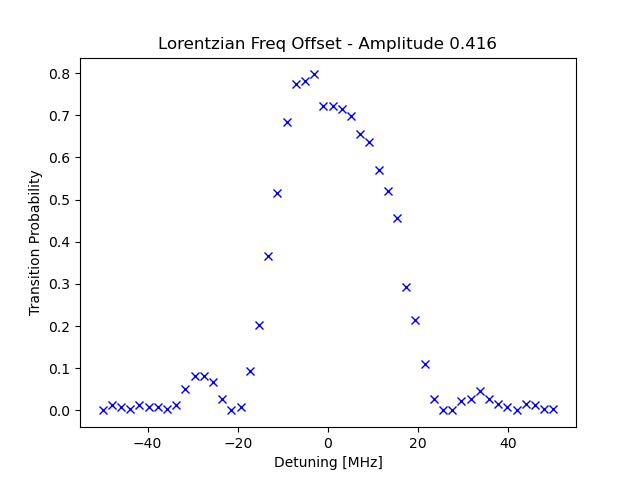 Lorentzian Freq Offset - Amplitude 0.416
0.8
0.7
0.6
0.5
0.4
0.3
0.2
0.1
0.0
Transition Probability
−40 −20 0 20 40
Detuning [MHz]